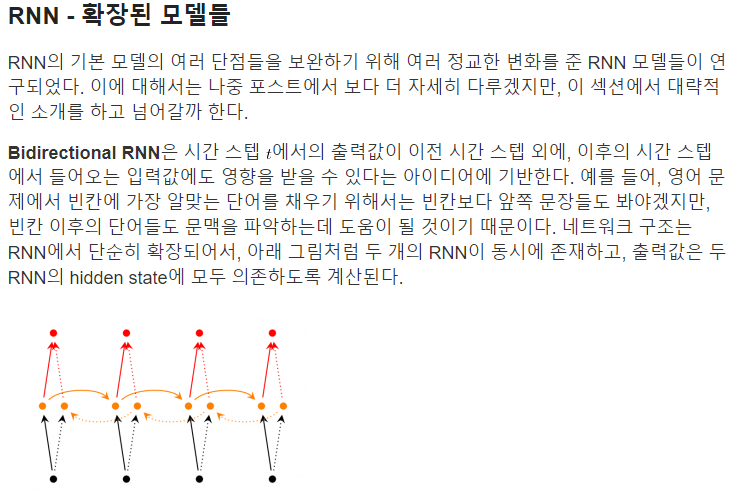 RNN - 확장된 모델들
RNN의 기본 모델의 여러 단점들을 보완하기 위해 여러 정교한 변화를 준 RNN 모델들이 연
구되었다. 이에 대해서는 나중 포스트에서 보다 더 자세히 다루겠지만, 이 섹션에서 대략적
인 소개를 하고 넘어갈까 한다.
Bidirectional RNN은 시간 스텝 t에서의 출력값이 이전 시간 스텝 외에, 이후의 시간 스텝
에서 들어오는 입력값에도 영향을 받을 수 있다는 아이디어에 기반한다. 예를 들어, 영어 문
제에서 빈칸에 가장 알맞는 단어를 채우기 위해서는 빈칸보다 앞쪽 문장들도 봐야겠지만,
빈칸 이후의 단어들도 문맥을 파악하는데 도움이 될 것이기 때문이다. 네트워크 구조는
RNN에서 단순히 확장되어서, 아래 그림처럼 두 개의 RNN이 동시에 존재하고, 출력값은 두
RNN의 hidden state에 모두 의존하도록 계산된다.